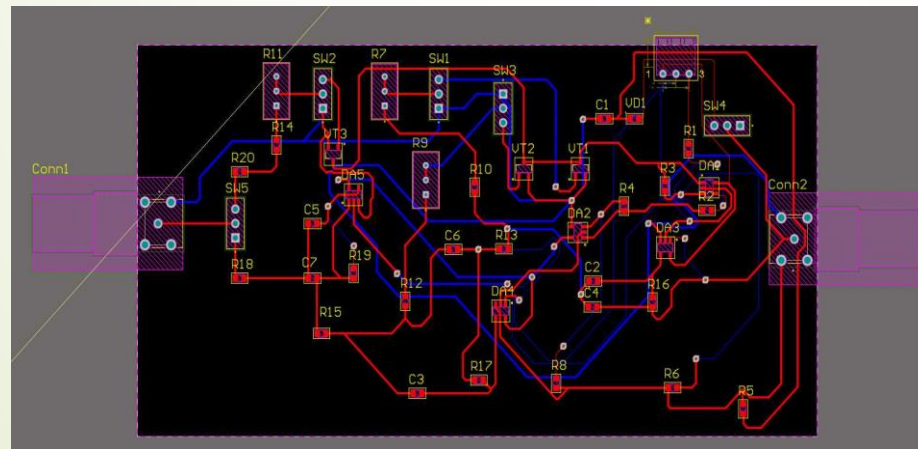 R11
SW2
R7
SW1
SW3
C1
VD1
1
3
SW4
R14
VT3
R9
R10
VT2
VT1
R1
Conn1
R20
SW5
DA5
C5
R4
R3
DA1
R2
Conn2
DA2
DA3
C6
R13
R18
C7
R19
R12
C2
C4
R16
R15
R17
R8
R6
C3
R5